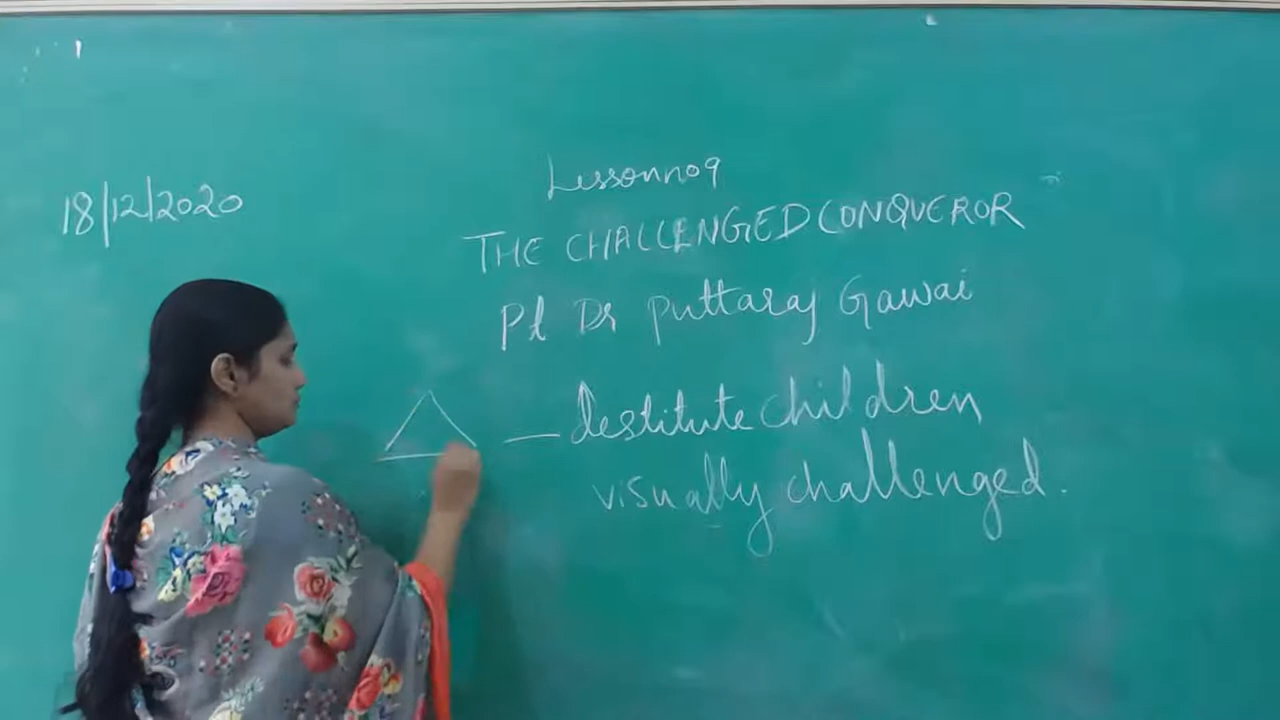 18/12/2020
Lesson no 9
THE CHALLENGED CONQUEROR
Pt Dr Puttaraj Gawai
— destitute children
visually challenged.